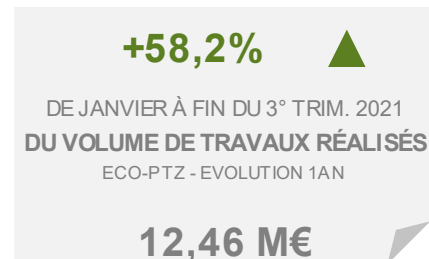 +58,2%
DE JANVIER À FIN DU 3° TRIM. 2021
DU VOLUME DE TRAVAUX RÉALISÉS
ECO-PTZ - EVOLUTION 1AN
12,46 M€